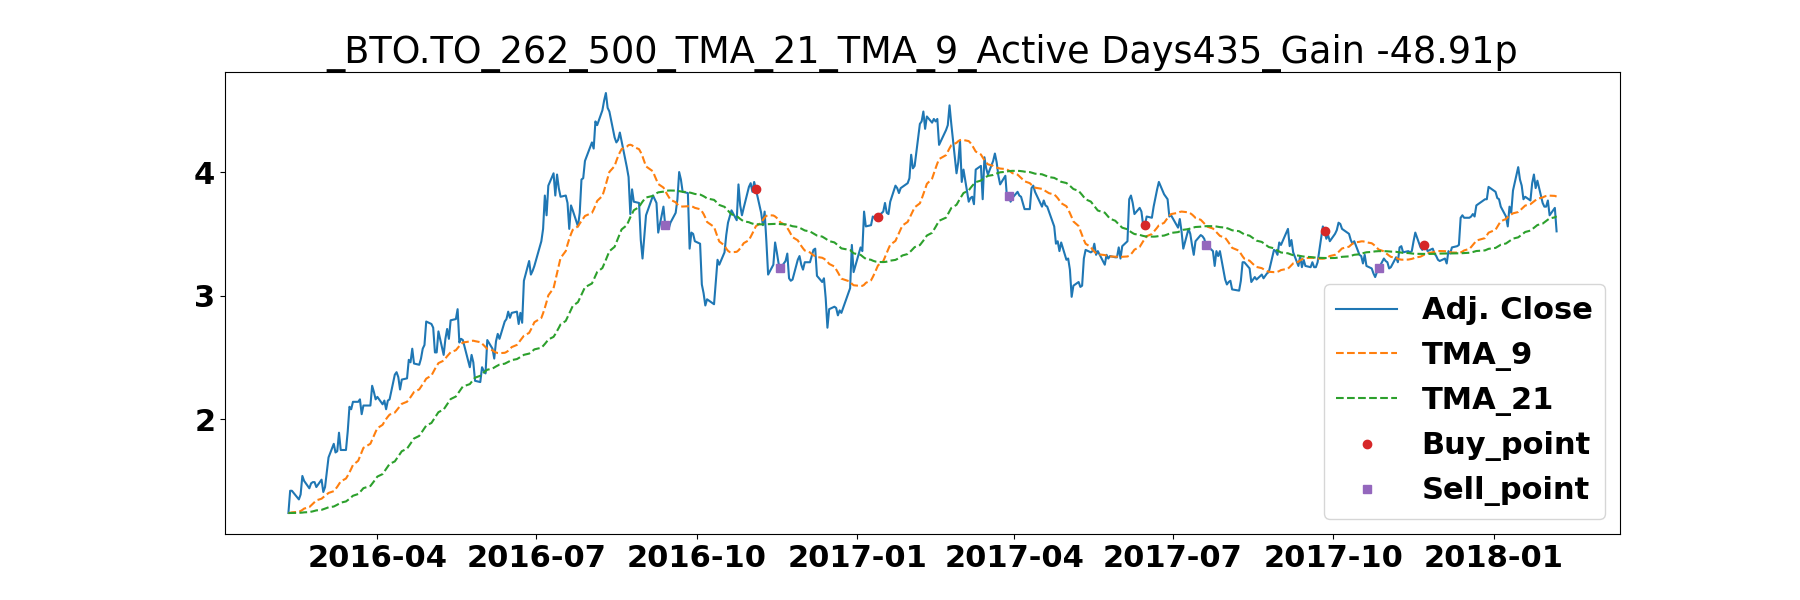 _BTO.TO_262_500_TMA_21_TMA_9_Active Days435_Gain -48.91p
4
3
2
Adj. Close
TMA_9
TMA_21
Buy_point
Sell_point
2016-04 2016-07 2016-10 2017-01 2017-04 2017-07 2017-10 2018-01